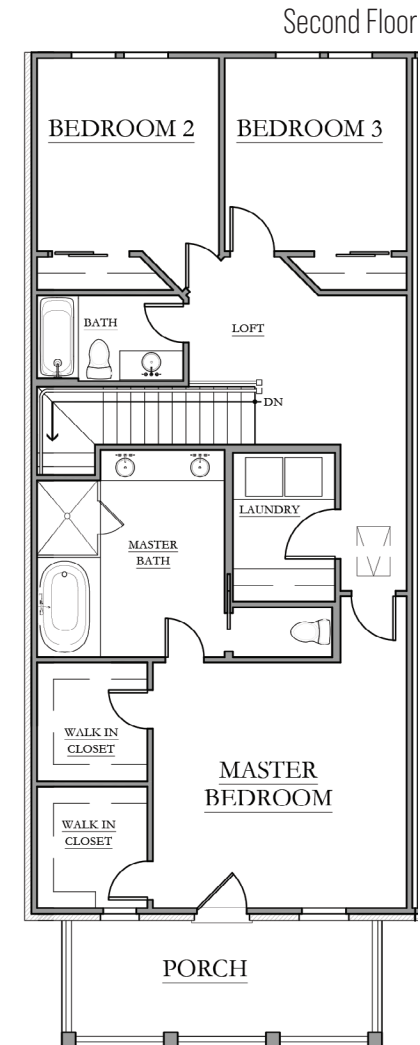 Second Floor
BEDROOM 2
BEDROOM 3
BATH
LOFT
DN
LAUNDRY
MASTER
BATH
WALK IN
CLOSET
MASTER
BEDROOM
WALK IN
CLOSET
PORCH